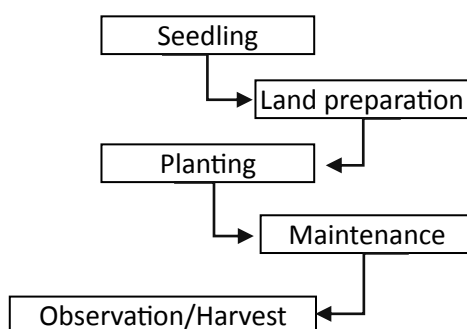 Seedling
Land preparation
Planting
Maintenance
Observation/Harvest